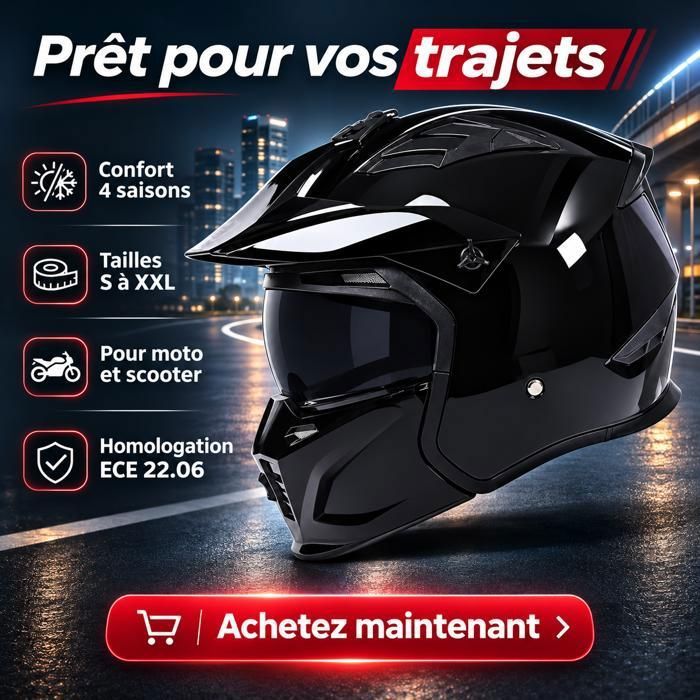 Prêt pour vos trajets
Confort
4 saisons
Tailles
S à XXL
Pour moto
et scooter
Homologation
ECE 22.06
Achetez maintenant